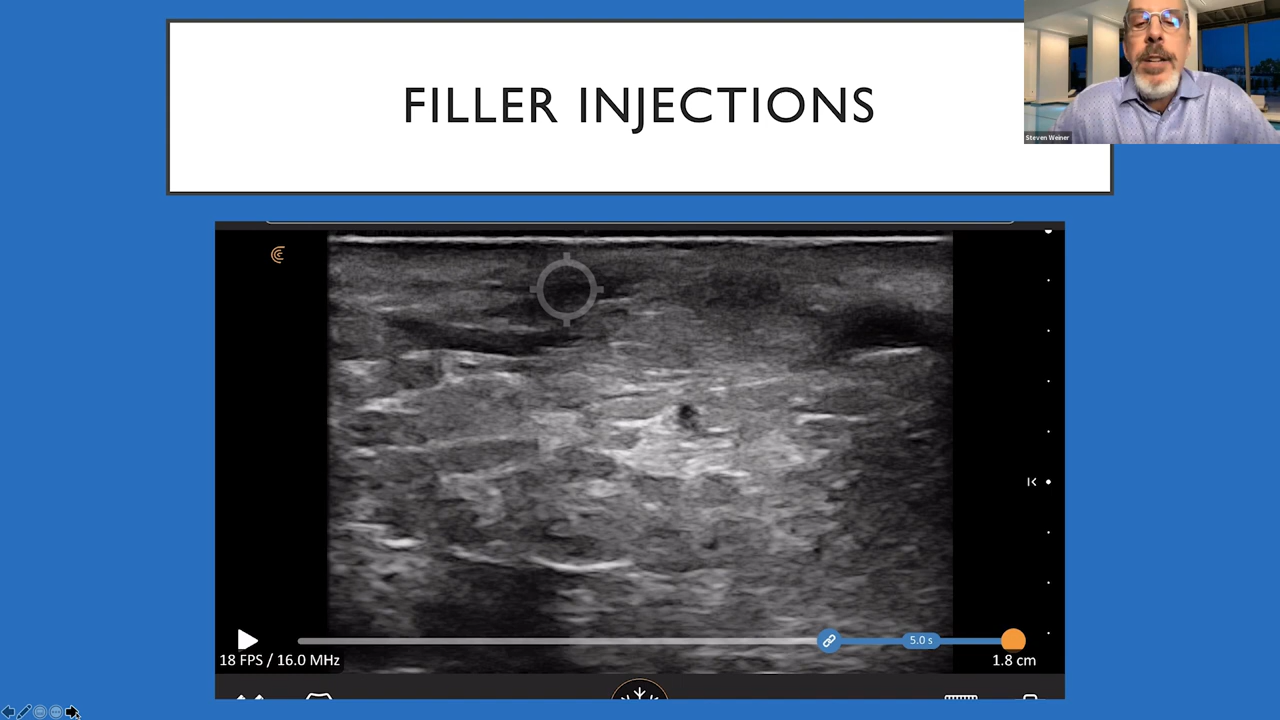 FILLER INJECTIONS
Steven Weiner
5.0 s
18 FPS / 16.0 MHz
1.8 cm